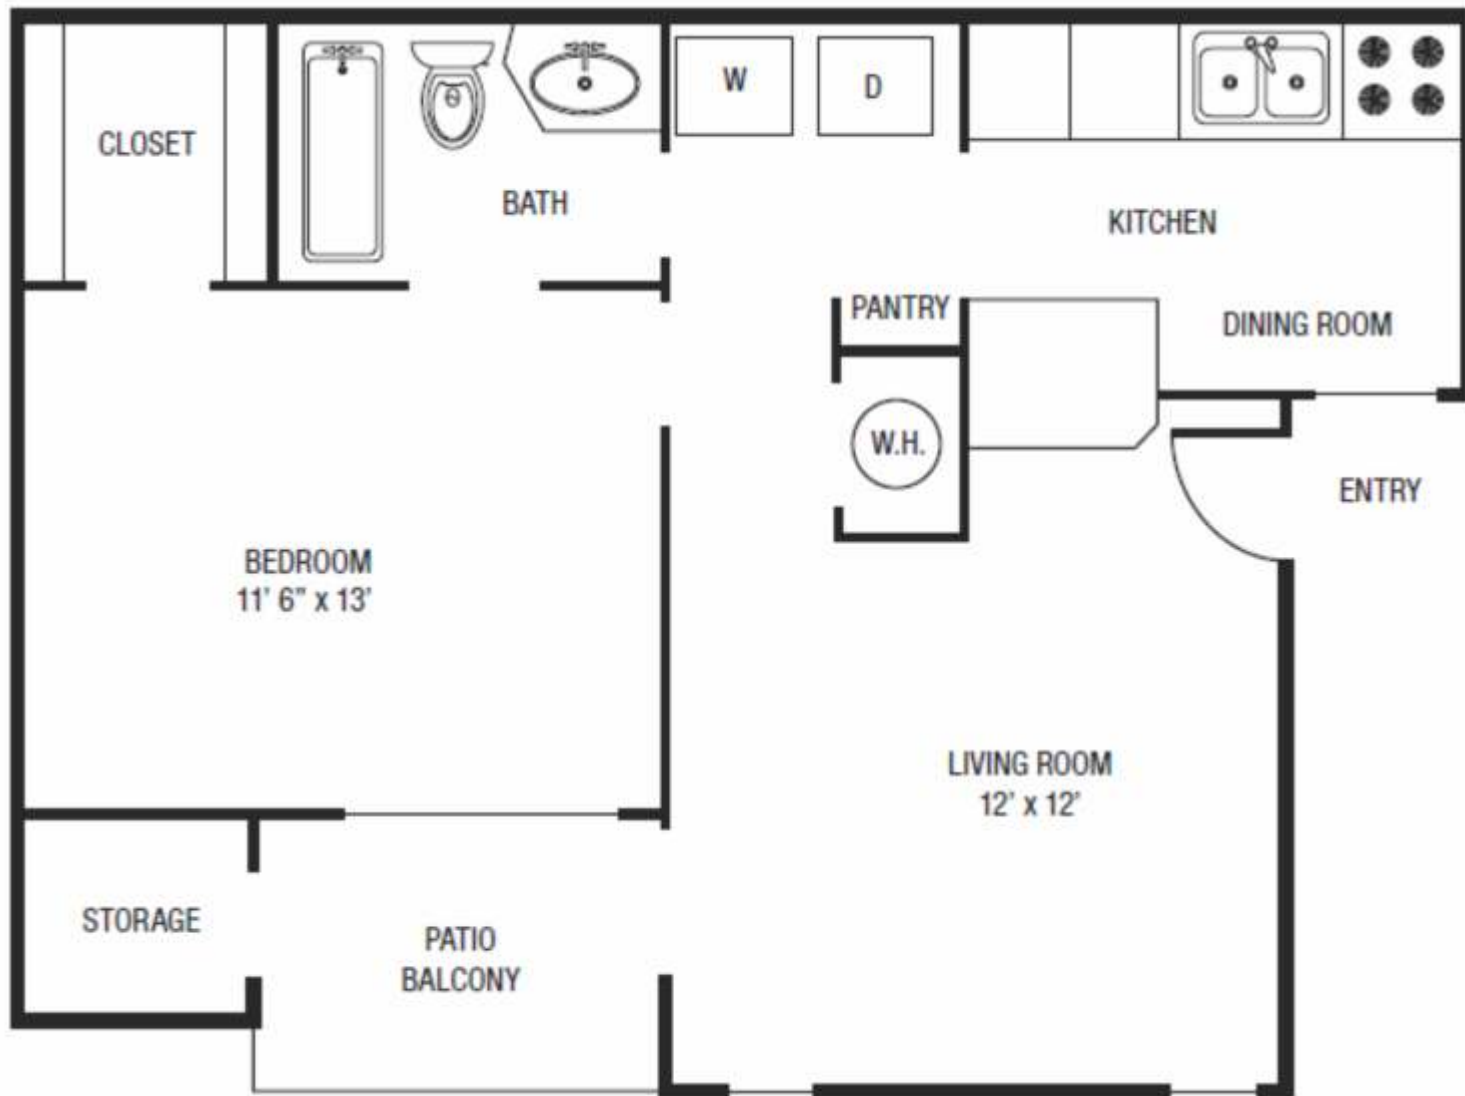 W
D
CLOSET
BATH
KITCHEN
PANTRY
DINING ROOM
W.H.
ENTRY
BEDROOM
11’ 6” x 13’
LIVING ROOM
12’ x 12’
STORAGE
PATIO
BALCONY